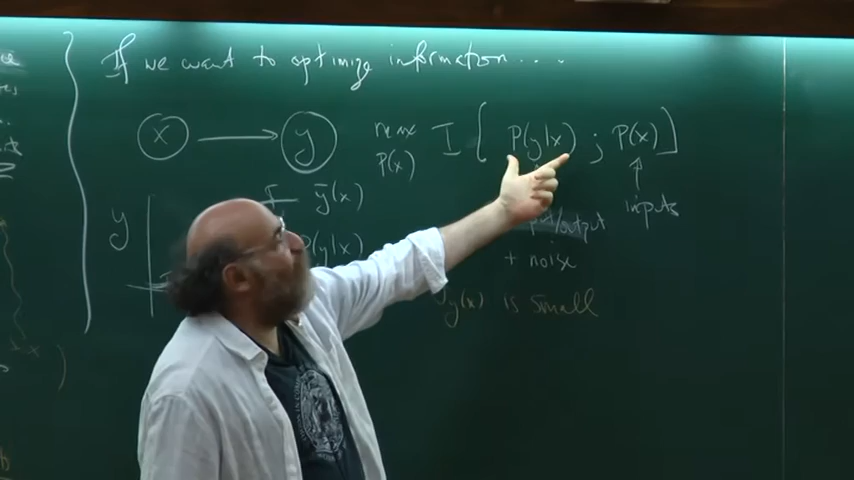 If we want to optimize information ....
x → y max I [ P(y|x) ; P(x) ]
P(x)
ȳ(x) inputs
y P(y|x) /output
+ noise
y(x) is small